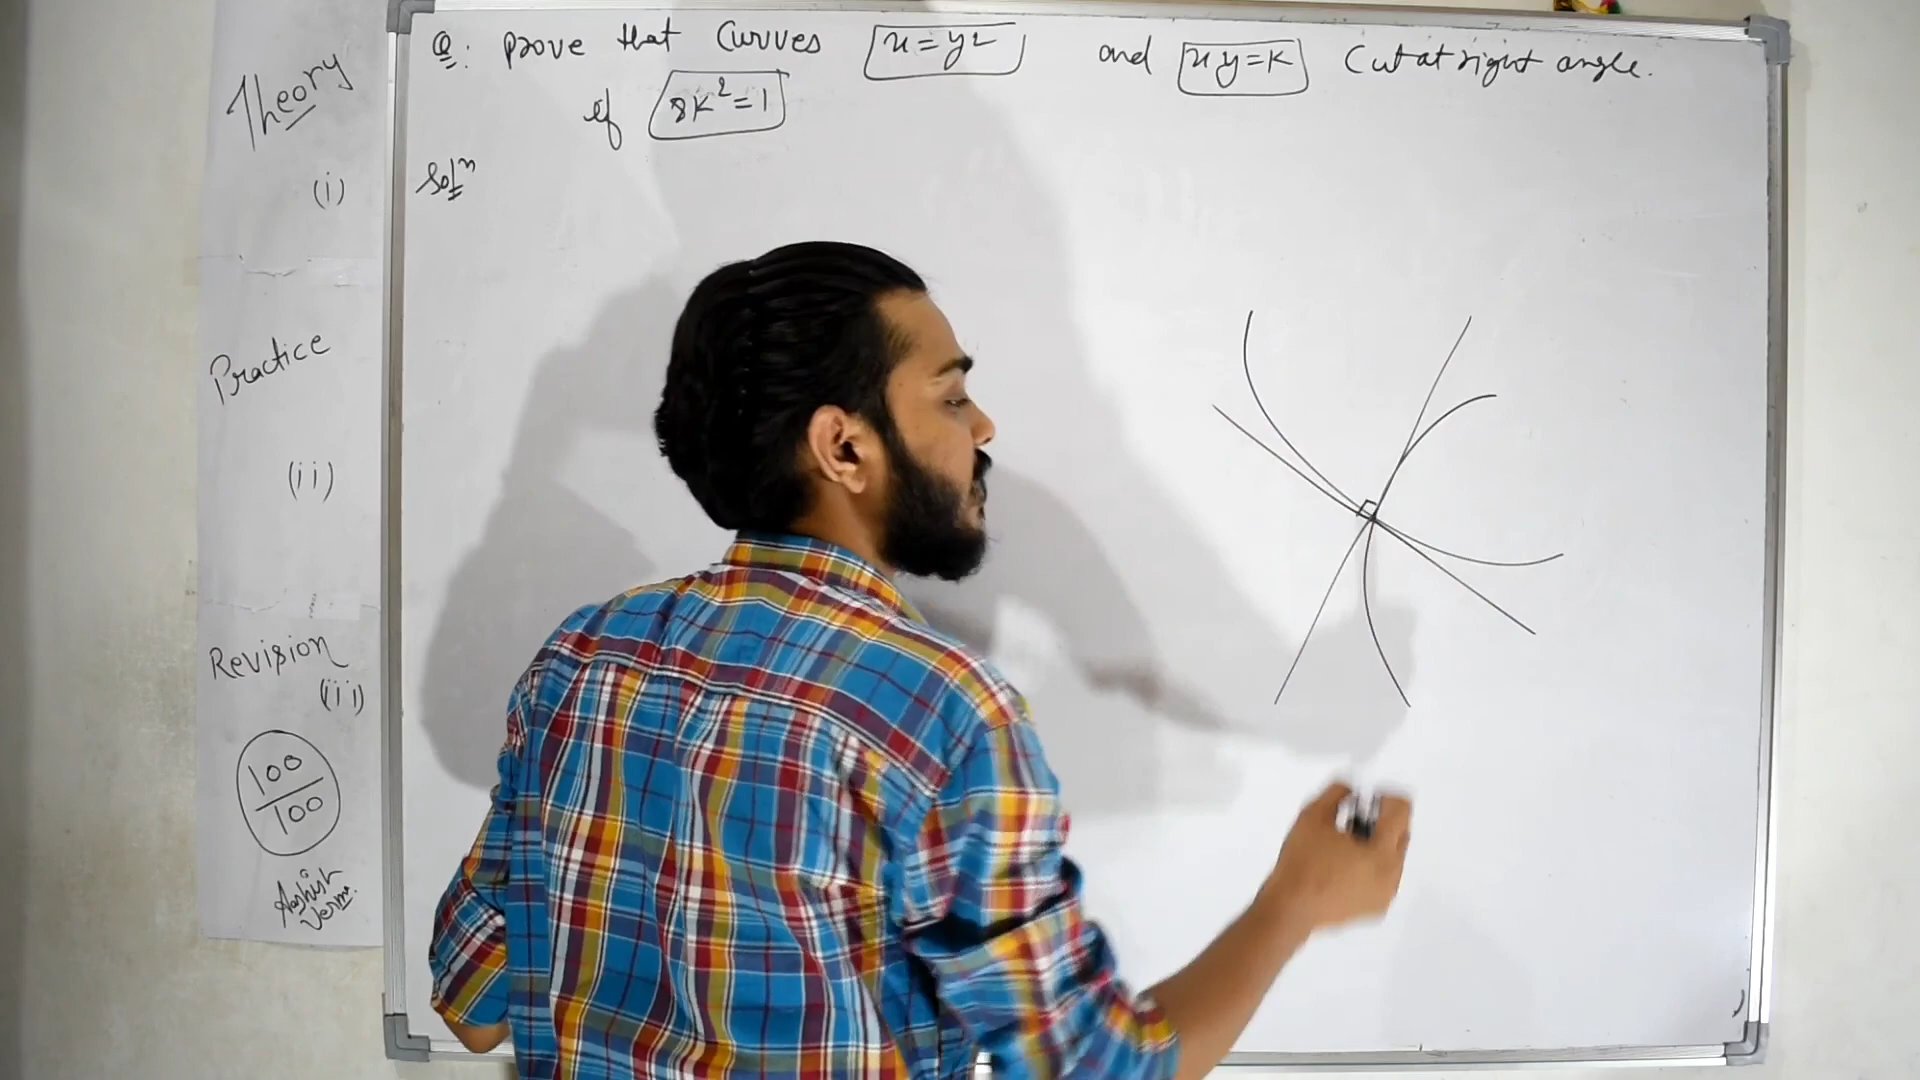 Q: Prove that Curves x=y² and xy=K Cut at right angle.
if 8K²=1
Solⁿ
Theory
(i)
Practice
(ii)
Revision
(iii)
100/100
Aashish
Verma